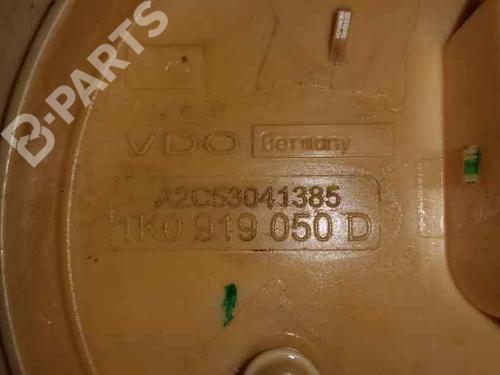 B-PARTS
VDO Germany
A2C53041385
1K0 919 050 D